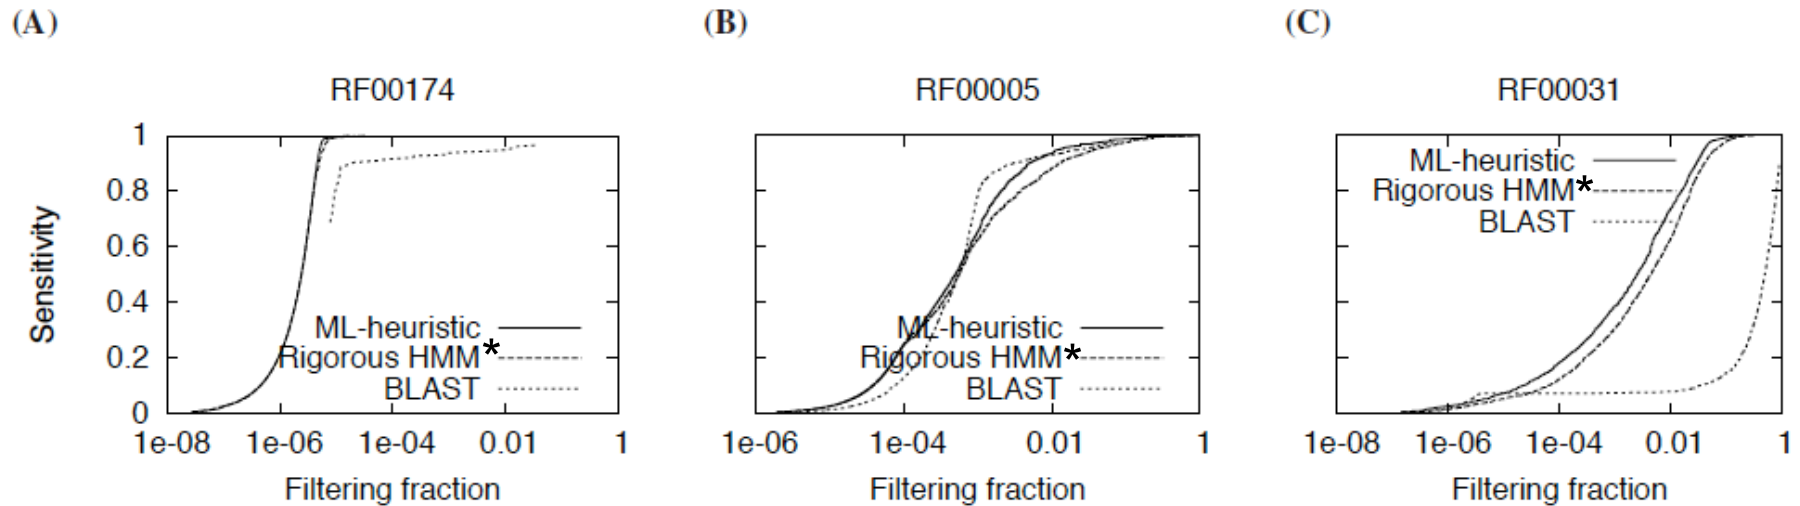 (A)
RF00174
Sensitivity
1
0.8
0.6
0.4
0.2
0
ML-heuristic
Rigorous HMM*
BLAST
1e-08 1e-06 1e-04 0.01 1
Filtering fraction
(B)
RF00005
ML-heuristic
Rigorous HMM*
BLAST
1e-06 1e-04 0.01 1
Filtering fraction
(C)
RF00031
ML-heuristic
Rigorous HMM*
BLAST
1e-08 1e-06 1e-04 0.01 1
Filtering fraction